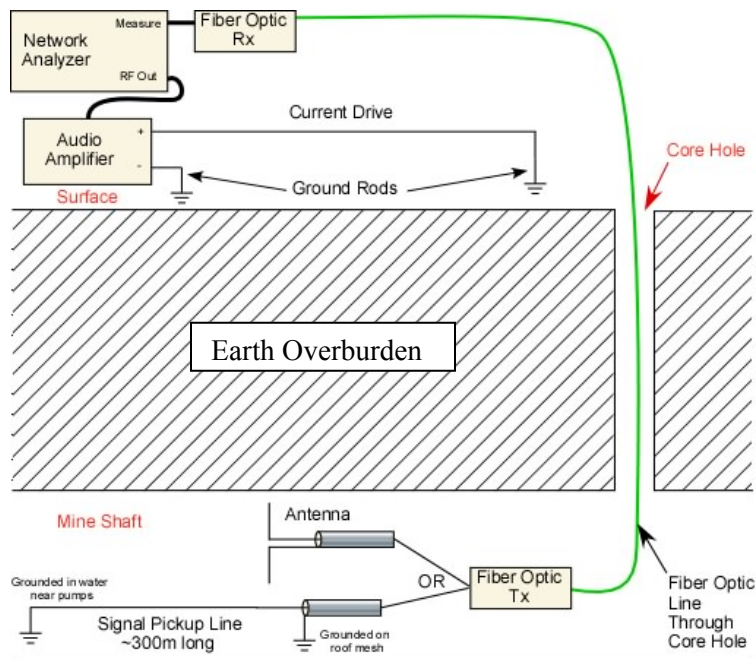 Measure
Network
Analyzer
RF Out
Fiber Optic
Rx
Audio
Amplifier
+
-
Current Drive
Ground Rods
Surface
Core Hole
Earth Overburden
Mine Shaft
Antenna
Grounded in water
near pumps
Signal Pickup Line
~300m long
Grounded on
roof mesh
OR
Fiber Optic
Tx
Fiber Optic
Line
Through
Core Hole